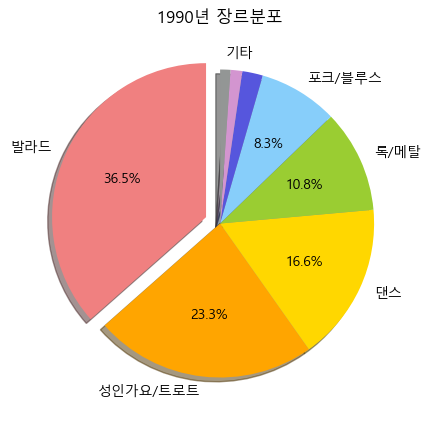 1990년 장르분포
기타
포크/블루스
8.3%
록/메탈
10.8%
발라드
36.5%
16.6%
댄스
23.3%
성인가요/트로트